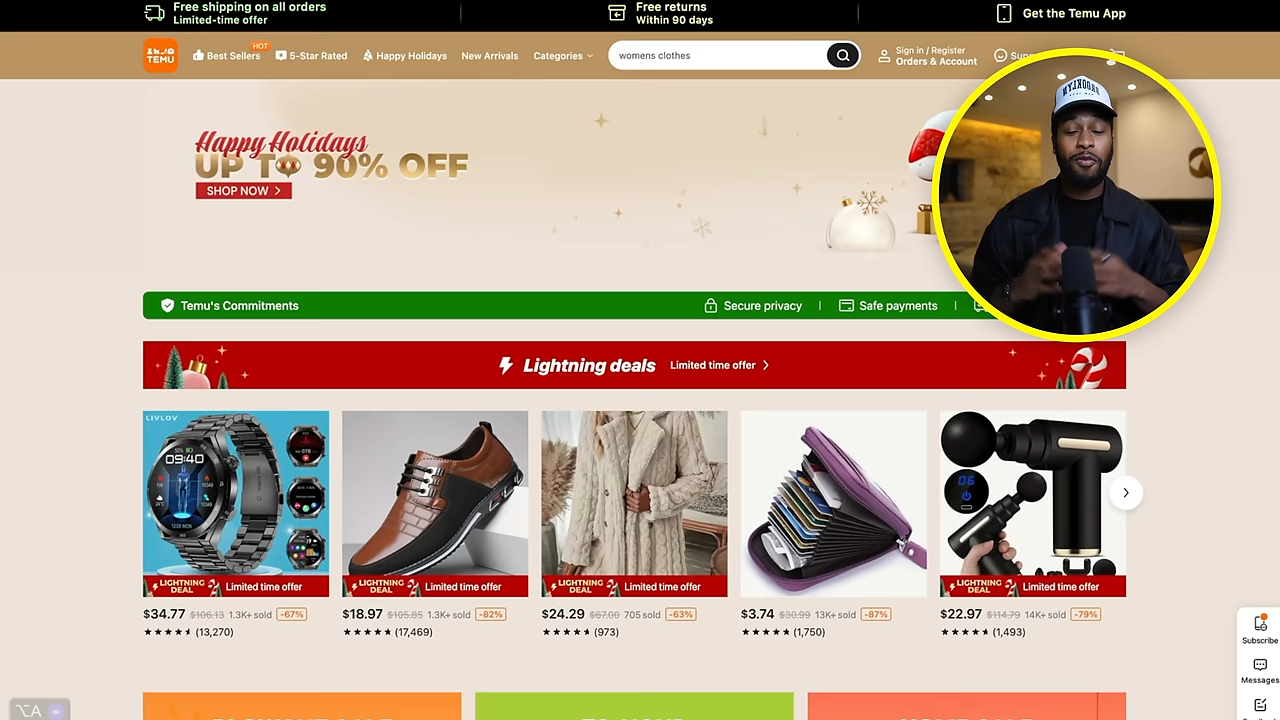 Free shipping on all orders
Limited-time offer
Free returns
Within 90 days
Get the Temu App
TEMU
Best Sellers
HOT
5-Star Rated
Happy Holidays
New Arrivals
Categories
womens clothes
Sign in / Register
Orders & Account
Happy Holidays
UP TO 90% OFF
SHOP NOW >
BROOKLYN
Temu's Commitments
Secure privacy
Safe payments
Lightning deals
Limited time offer >
LIVLOV
09:40
06
LIGHTNING DEAL Limited time offer
LIGHTNING DEAL Limited time offer
LIGHTNING DEAL Limited time offer
LIGHTNING DEAL Limited time offer
$34.77 $106.13 1.3K+ sold -67%
(13,270)
$18.97 $105.85 1.3K+ sold -82%
(17,469)
$24.29 $67.00 705 sold -63%
(973)
$3.74 $30.99 13K+ sold -87%
(1,750)
$22.97 $114.79 14K+ sold -79%
(1,493)
Subscribe
Messages
⌥A